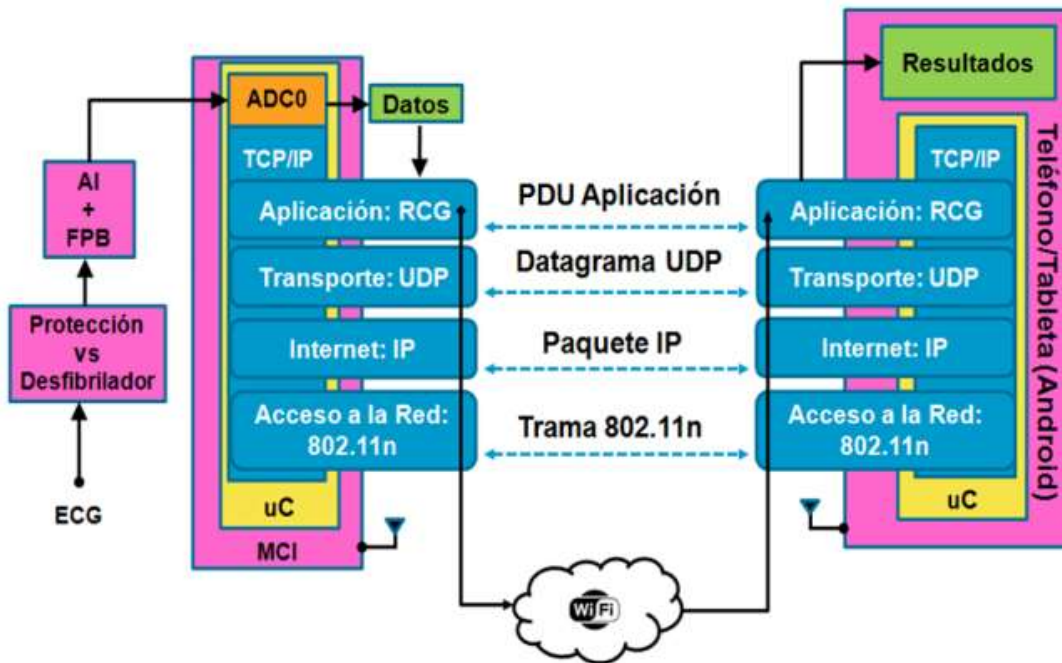 ADC0
Datos
TCP/IP
AI
+
FPB
Protección
vs
Desfibrilador
ECG
Aplicación: RCG
Transporte: UDP
Internet: IP
Acceso a la Red:
802.11n
uC
MCI
PDU Aplicación
Datagrama UDP
Paquete IP
Trama 802.11n
Wi Fi
Resultados
TCP/IP
Aplicación: RCG
Transporte: UDP
Internet: IP
Acceso a la Red:
802.11n
uC
Teléfono/Tableta (Android)